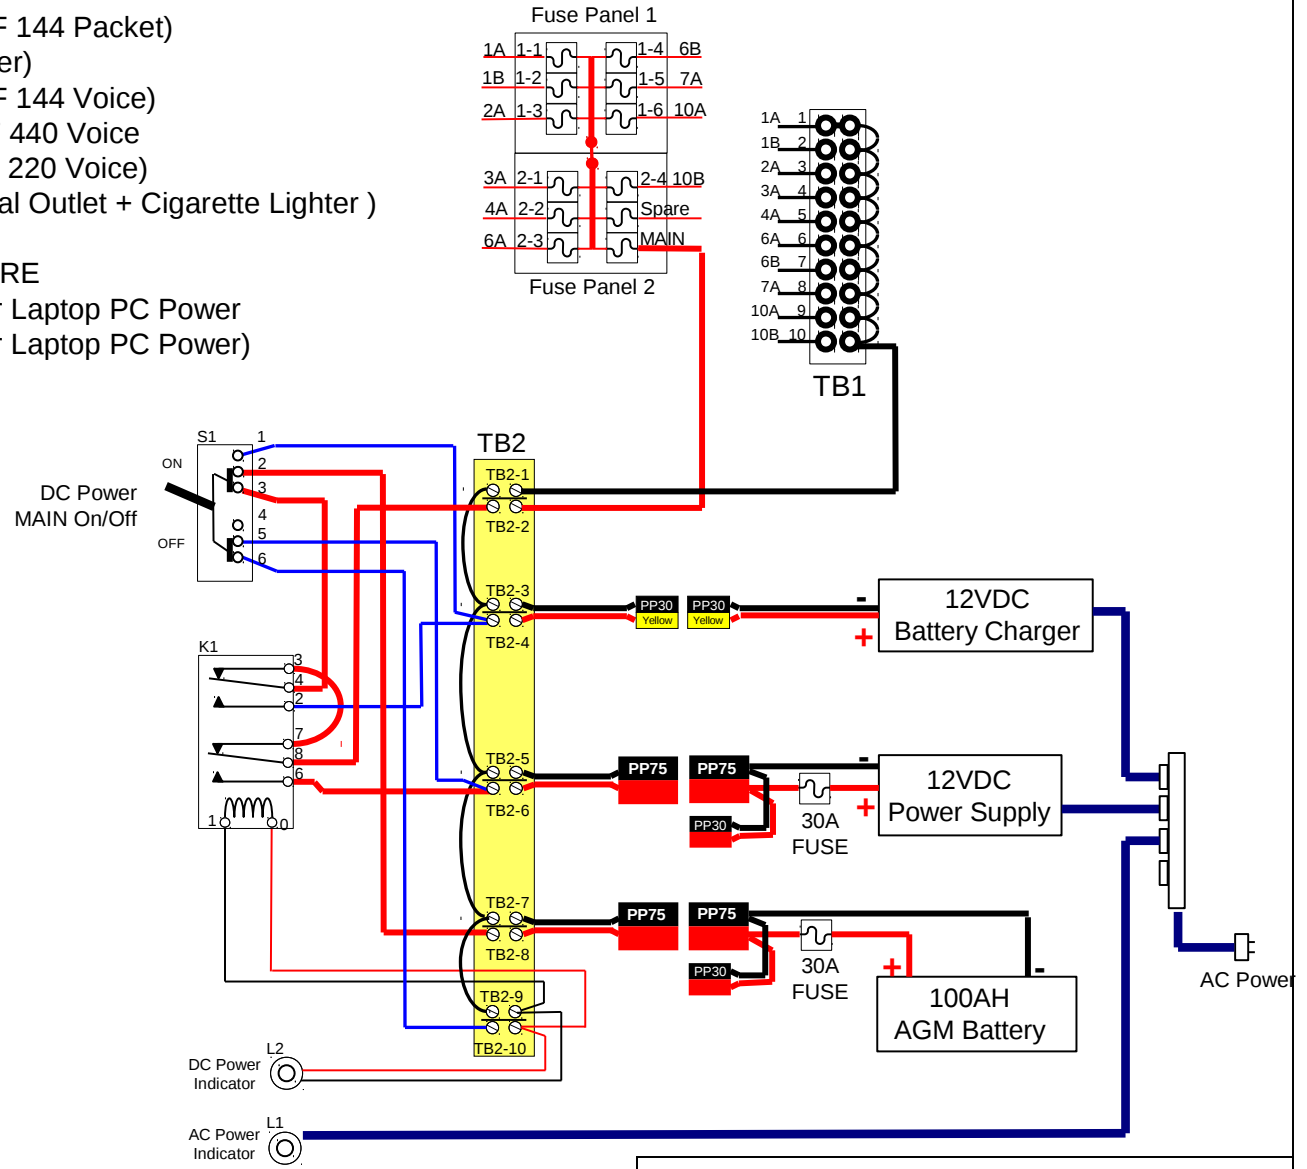 Fuse Panel 1
F 144 Packet)
er)
F 144 Voice)
440 Voice
220 Voice)
al Outlet + Cigarette Lighter )
RE
r Laptop PC Power
r Laptop PC Power)
1A 1-1 1-4 6B
1B 1-2 1-5 7A
2A 1-3 1-6 10A
3A 2-1 2-4 10B
4A 2-2 Spare
6A 2-3 MAIN
Fuse Panel 2
1A 1
1B 2
2A 3
3A 4
4A 5
6A 6
6B 7
7A 8
10A 9
10B 10
TB1
S1
ON
OFF
DC Power
MAIN On/Off
1
2
3
4
5
6
TB2
TB2-1
TB2-2
TB2-3
TB2-4
TB2-5
TB2-6
TB2-7
TB2-8
TB2-9
TB2-10
K1
3
4
2
7
8
6
1
0
PP30
Yellow
PP30
Yellow
-
+
12VDC
Battery Charger
PP75
PP75
PP30
30A
FUSE
-
+
12VDC
Power Supply
PP75
PP75
PP30
30A
FUSE
+
-
100AH
AGM Battery
AC Power
L2
DC Power
Indicator
L1
AC Power
Indicator